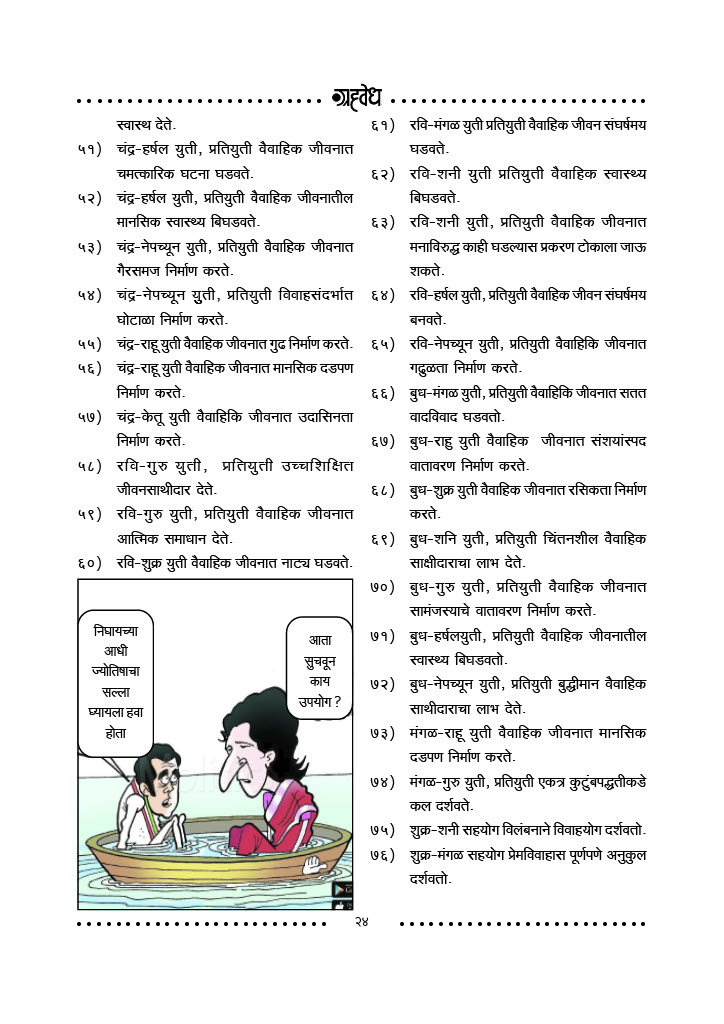 ग्रहवेध
स्वास्थ देते.
५१) चंद्र-हर्षल युती, प्रतियुती वैवाहिक जीवनात
चमत्कारिक घटना घडवते.
५२) चंद्र-हर्षल युती, प्रतियुती वैवाहिक जीवनातील
मानसिक स्वास्थ्य बिघडवते.
५३) चंद्र-नेपच्यून युती, प्रतियुती वैवाहिक जीवनात
गैरसमज निर्माण करते.
५४) चंद्र-नेपच्यून युती, प्रतियुती विवाहसंदर्भात
घोटाळा निर्माण करते.
५५) चंद्र-राहू युती वैवाहिक जीवनात गुढ निर्माण करते.
५६) चंद्र-राहू युती वैवाहिक जीवनात मानसिक दडपण
निर्माण करते.
५७) चंद्र-केतू युती वैवाहिकि जीवनात उदासिनता
निर्माण करते.
५८) रवि-गुरु युती, प्रतियुती उच्चशिक्षित
जीवनसाथीदार देते.
५९) रवि-गुरु युती, प्रतियुती वैवाहिक जीवनात
आत्मिक समाधान देते.
६०) रवि-शुक्र युती वैवाहिक जीवनात नाट्य घडवते.
निघायच्या
आधी
ज्योतिषाचा
सल्ला
घ्यायला हवा
होता
आता
सुचवून
काय
उपयोग ?
६१) रवि-मंगळ युती प्रतियुती वैवाहिक जीवन संघर्षमय
घडवते.
६२) रवि-शनी युती प्रतियुती वैवाहिक स्वास्थ्य
बिघडवते.
६३) रवि-शनी युती, प्रतियुती वैवाहिक जीवनात
मनाविरुद्ध काही घडल्यास प्रकरण टोकाला जाऊ
शकते.
६४) रवि-हर्षल युती, प्रतियुती वैवाहिक जीवन संघर्षमय
बनवते.
६५) रवि-नेपच्यून युती, प्रतियुती वैवाहिकि जीवनात
गढुळता निर्माण करते.
६६) बुध-मंगळ युती, प्रतियुती वैवाहिकि जीवनात सतत
वादविवाद घडवतो.
६७) बुध-राहु युती वैवाहिक जीवनात संशयांस्पद
वातावरण निर्माण करते.
६८) बुध-शुक्र युती वैवाहिक जीवनात रसिकता निर्माण
करते.
६९) बुध-शनि युती, प्रतियुती चिंतनशील वैवाहिक
साक्षीदाराचा लाभ देते.
७०) बुध-गुरु युती, प्रतियुती वैवाहिक जीवनात
सामंजस्याचे वातावरण निर्माण करते.
७१) बुध-हर्षलयुती, प्रतियुती वैवाहिक जीवनातील
स्वास्थ्य बिघडवतो.
७२) बुध-नेपच्यून युती, प्रतियुती बुद्धीमान वैवाहिक
साथीदाराचा लाभ देते.
७३) मंगळ-राहू युती वैवाहिक जीवनात मानसिक
दडपण निर्माण करते.
७४) मंगळ-गुरु युती, प्रतियुती एकत्र कुटुंबपद्धतीकडे
कल दर्शवते.
७५) शुक्र-शनी सहयोग विलंबनाने विवाहयोग दर्शवतो.
७६) शुक्र-मंगळ सहयोग प्रेमविवाहास पूर्णपणे अनुकुल
दर्शवतो.
२४